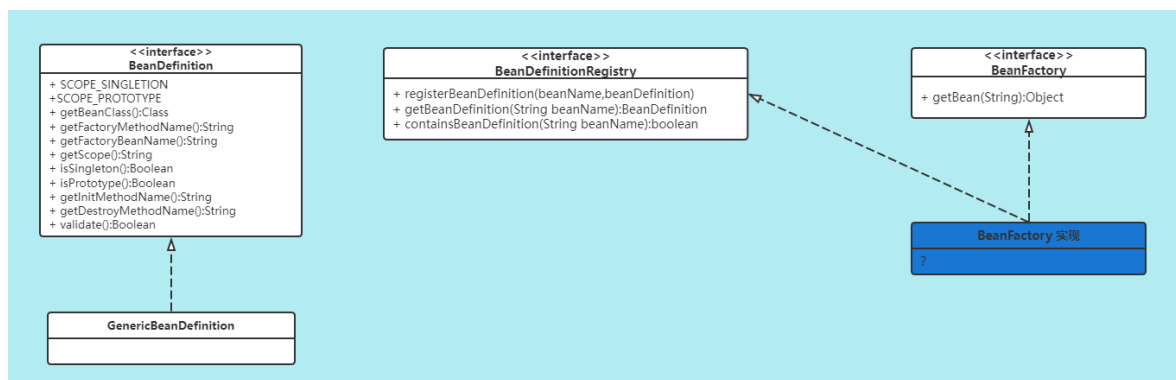 <<interface>>
BeanDefinition
+ SCOPE_SINGLETION
+SCOPE_PROTOTYPE
+ getBeanClass():Class
+ getFactoryMethodName():String
+ getFactoryBeanName():String
+ getScope():String
+ isSingleton():Boolean
+ isPrototype():Boolean
+ getInitMethodName():String
+ getDestroyMethodName():String
+ validate():Boolean
GenericBeanDefinition
<<interface>>
BeanDefinitionRegistry
+ registerBeanDefinition(beanName,beanDefinition)
+ getBeanDefinition(String beanName):BeanDefinition
+ containsBeanDefinition(String beanName):boolean
<<interface>>
BeanFactory
+ getBean(String):Object
BeanFactory 实现
?